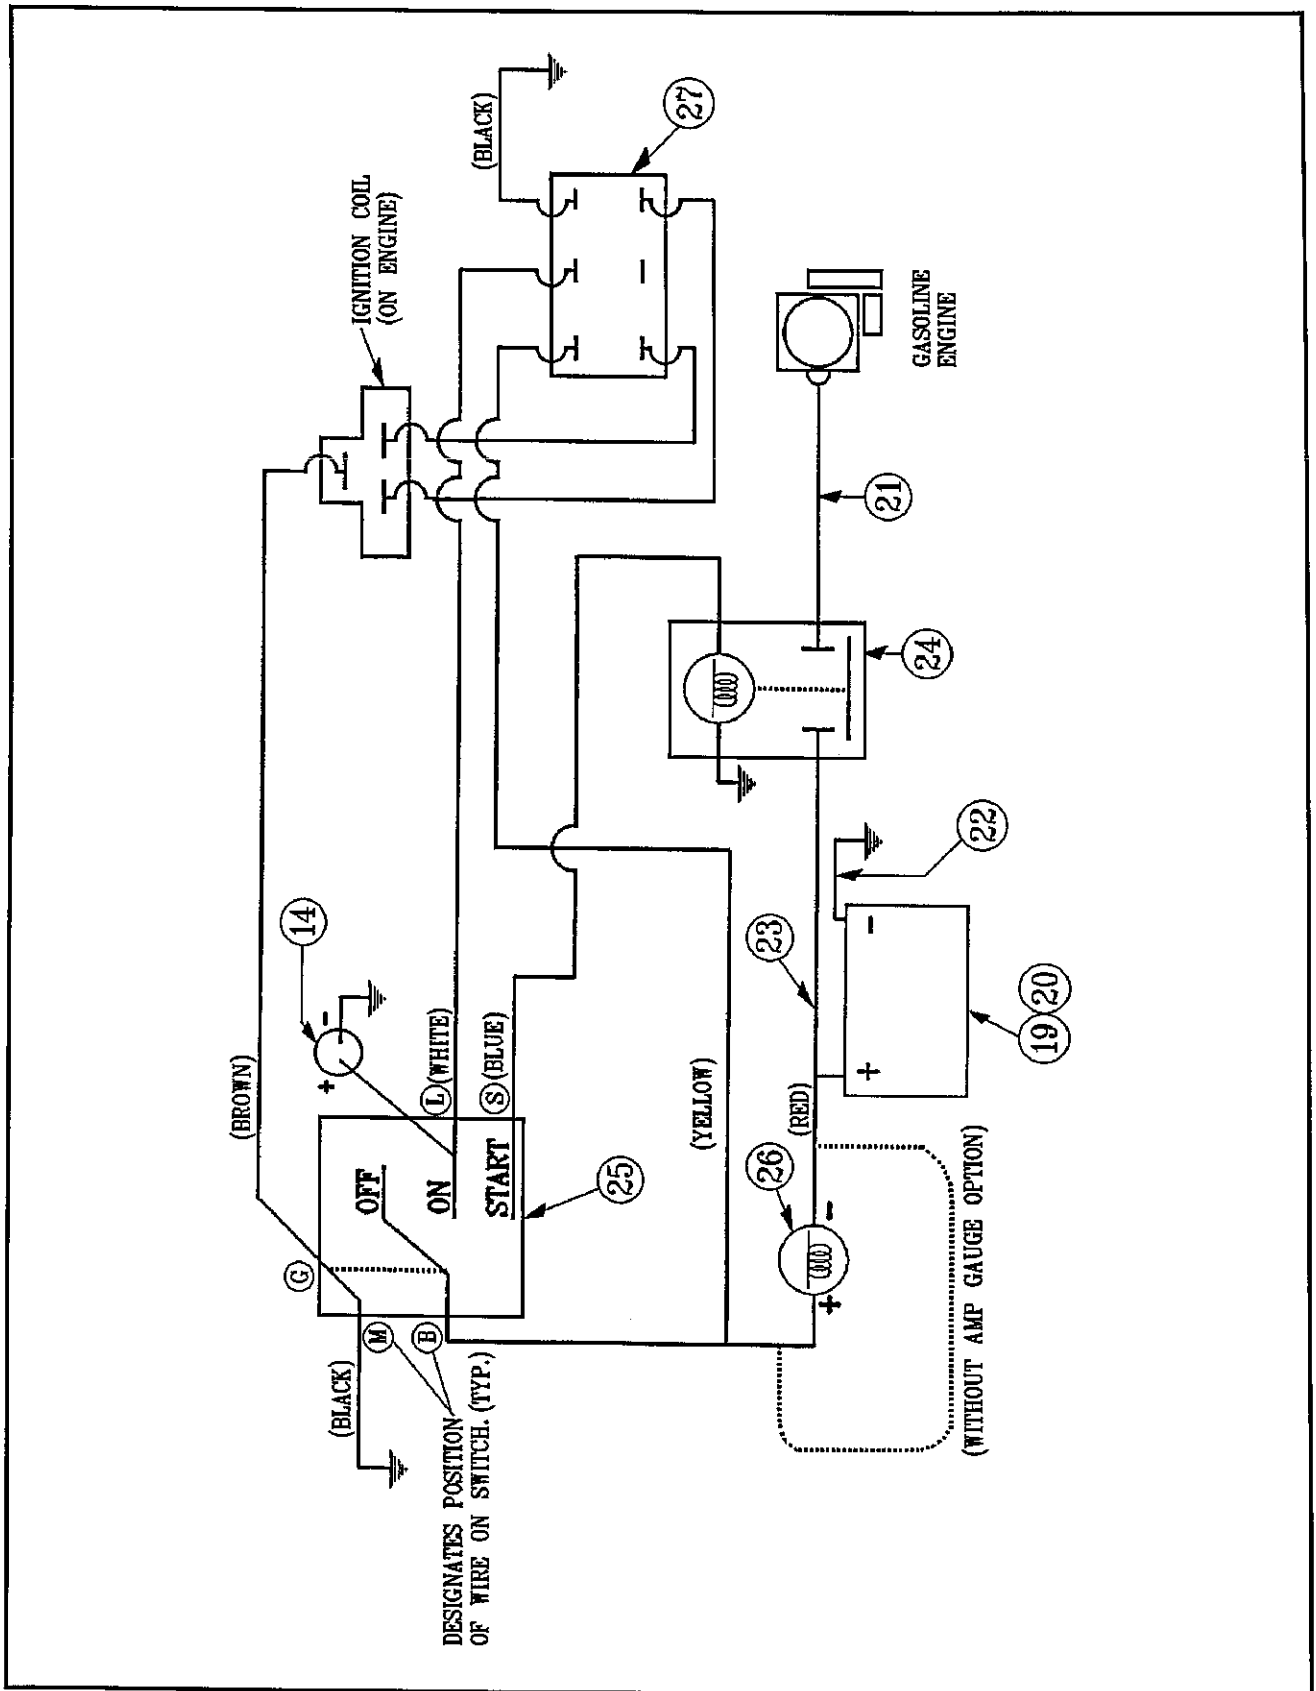 (BLACK)
27
IGNITION COIL
(ON ENGINE)
GASOLINE
ENGINE
21
24
22
14
23
19
20
(BROWN)
+
-
L
(WHITE)
S
(BLUE)
(YELLOW)
(RED)
+
-
OFF
ON
START
25
26
-
+
G
M
B
(BLACK)
DESIGNATES POSITION
OF WIRE ON SWITCH. (TYP.)
(WITHOUT AMP GAUGE OPTION)